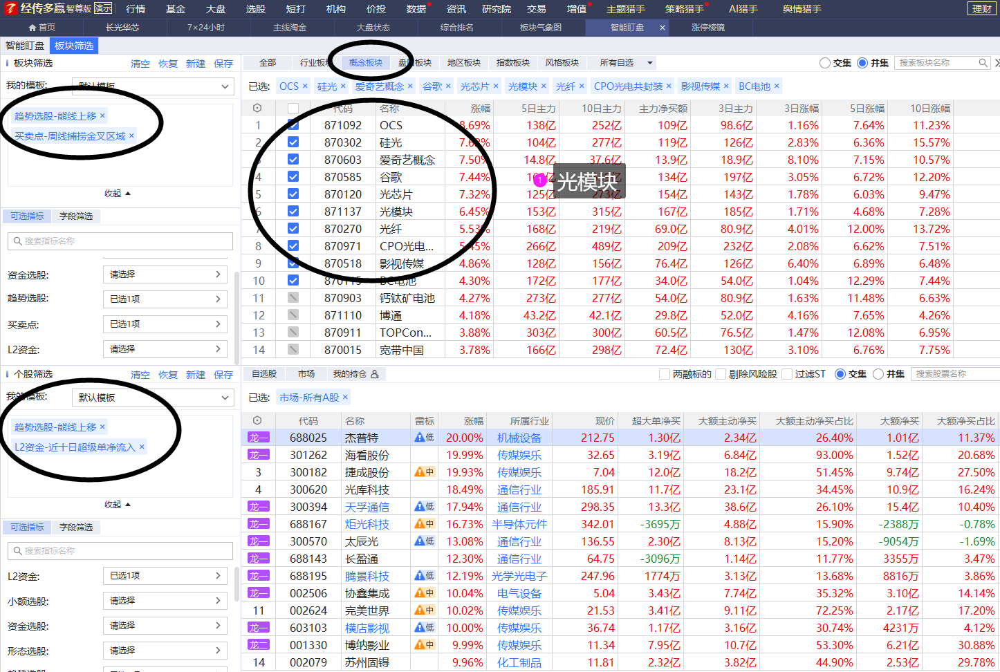 经传多赢 智尊版 演示 行情 基金 大盘 选股 短打 机构 价投 数据 资讯 研究院 交易 增值 主题猎手 策略猎手 AI猎手 舆情猎手 理财
首页 长光华芯 7×24小时 主线淘金 大盘状态 综合排名 板块气象图 智能盯盘 × 涨停棱镜
智能盯盘 板块筛选
板块筛选 清空 恢复 新建 保存
我的模板: 默认模板
趋势选股-熊线上移 ×
买卖点-周线捕捞金叉区域 ×
收起
可选指标 字段筛选
搜索指标名称
资金选股: 请选择
趋势选股: 已选1项
买卖点: 已选1项
L2资金: 请选择
个股筛选 清空 恢复 新建 保存
我的模板: 默认模板
趋势选股-熊线上移 ×
L2资金-近十日超级单净流入 ×
收起
可选指标 字段筛选
搜索指标名称
L2资金: 已选1项
小额选股: 请选择
资金选股: 请选择
形态选股: 请选择
全部 行业板块 概念板块 板块 地区板块 指数板块 风格板块 所有自选 交集 并集 搜索板块名称
已选: OCS × 硅光 × 爱奇艺概念 × 谷歌 × 光芯片 × 光模块 × 光纤 × CPO光电共封装 × 影视传媒 × BC电池 ×
代码 名称 涨幅 5日主力 10日主力 主力净买额 3日主力 3日涨幅 5日涨幅 10日涨幅
1 871092 OCS 8.69% 138亿 252亿 109亿 98.6亿 1.16% 7.64% 11.23%
2 870302 硅光 7.63% 104亿 277亿 119亿 126亿 2.83% 6.36% 15.57%
3 870603 爱奇艺概念 7.50% 14.8亿 37.6亿 13.9亿 18.9亿 8.10% 7.15% 10.57%
4 870585 谷歌 7.44% 134亿 197亿 3.05% 6.72% 12.20%
1 光模块
5 870120 光芯片 7.32% 125亿 273亿 154亿 143亿 1.78% 6.03% 9.47%
6 871137 光模块 6.45% 153亿 315亿 167亿 185亿 1.71% 4.68% 7.28%
7 870270 光纤 5.53% 168亿 219亿 69.0亿 80.9亿 4.01% 12.00% 13.72%
8 870971 CPO光电... 5.45% 266亿 489亿 209亿 232亿 2.08% 6.62% 7.51%
9 870518 影视传媒 4.86% 128亿 156亿 76.4亿 126亿 6.40% 6.89% 6.48%
10 870115 BC电池 4.30% 172亿 177亿 34.0亿 54.0亿 1.04% 12.29% 7.44%
11 870903 钙钛矿电池 4.27% 273亿 277亿 54.0亿 80.9亿 1.63% 11.48% 6.63%
12 871110 博通 4.18% 43.2亿 42.1亿 29.8亿 52.0亿 4.16% 7.65% 4.26%
13 870911 TOPCon... 3.88% 303亿 300亿 60.5亿 76.5亿 1.47% 12.08% 6.95%
14 870015 宽带中国 3.78% 166亿 298亿 72.4亿 130亿 3.10% 6.76% 7.75%
自选股 市场 我的持仓 两融标的 剔除风险股 过滤ST 交集 并集 搜索股票名称
已选: 市场-所有A股 ×
代码 名称 雷标 涨幅 所属行业 现价 超大单净买 大额主动净买 大额主动净买占比 大额净买 大额净买占比
龙一 688025 杰普特 低 20.00% 机械设备 212.75 1.30亿 2.34亿 26.40% 1.01亿 11.37%
龙一 301262 海看股份 19.99% 传媒娱乐 32.65 3.19亿 6.84亿 93.00% 1.52亿 20.68%
3 300182 捷成股份 中 19.93% 传媒娱乐 7.04 12.0亿 18.2亿 51.45% 9.74亿 27.50%
4 300620 光库科技 18.49% 通信行业 185.91 11.7亿 23.1亿 34.45% 10.9亿 16.24%
龙一 300394 天孚通信 低 17.94% 通信行业 298.35 13.3亿 38.6亿 26.10% 15.4亿 10.40%
龙一 688167 炬光科技 中 16.73% 半导体元件 342.01 -3695万 4.88亿 15.90% -2388万 -0.78%
龙一 300570 太辰光 低 13.08% 通信行业 136.55 2.30亿 8.13亿 15.20% -9054万 -1.69%
龙一 688143 长盈通 12.30% 通信行业 64.75 -3096万 1.14亿 11.77% 3355万 3.47%
龙一 688195 腾景科技 低 12.19% 光学光电子 247.96 1774万 3.13亿 13.68% 8816万 3.86%
龙一 002506 协鑫集成 中 10.04% 电气设备 5.04 3.43亿 7.74亿 35.32% 3.10亿 14.14%
11 002624 完美世界 中 10.02% 传媒娱乐 21.53 3.41亿 9.11亿 72.25% 2.17亿 17.20%
龙一 603103 横店影视 低 10.00% 传媒娱乐 36.74 1.17亿 3.16亿 30.74% 4231万 4.12%
龙二 001330 博纳影业 中 9.99% 传媒娱乐 11.34 7.95亿 10.7亿 53.30% 6.21亿 30.88%
14 002079 苏州固锝 9.96% 化工制品 11.81 2.32亿 3.82亿 44.90% 2.53亿 29.78%